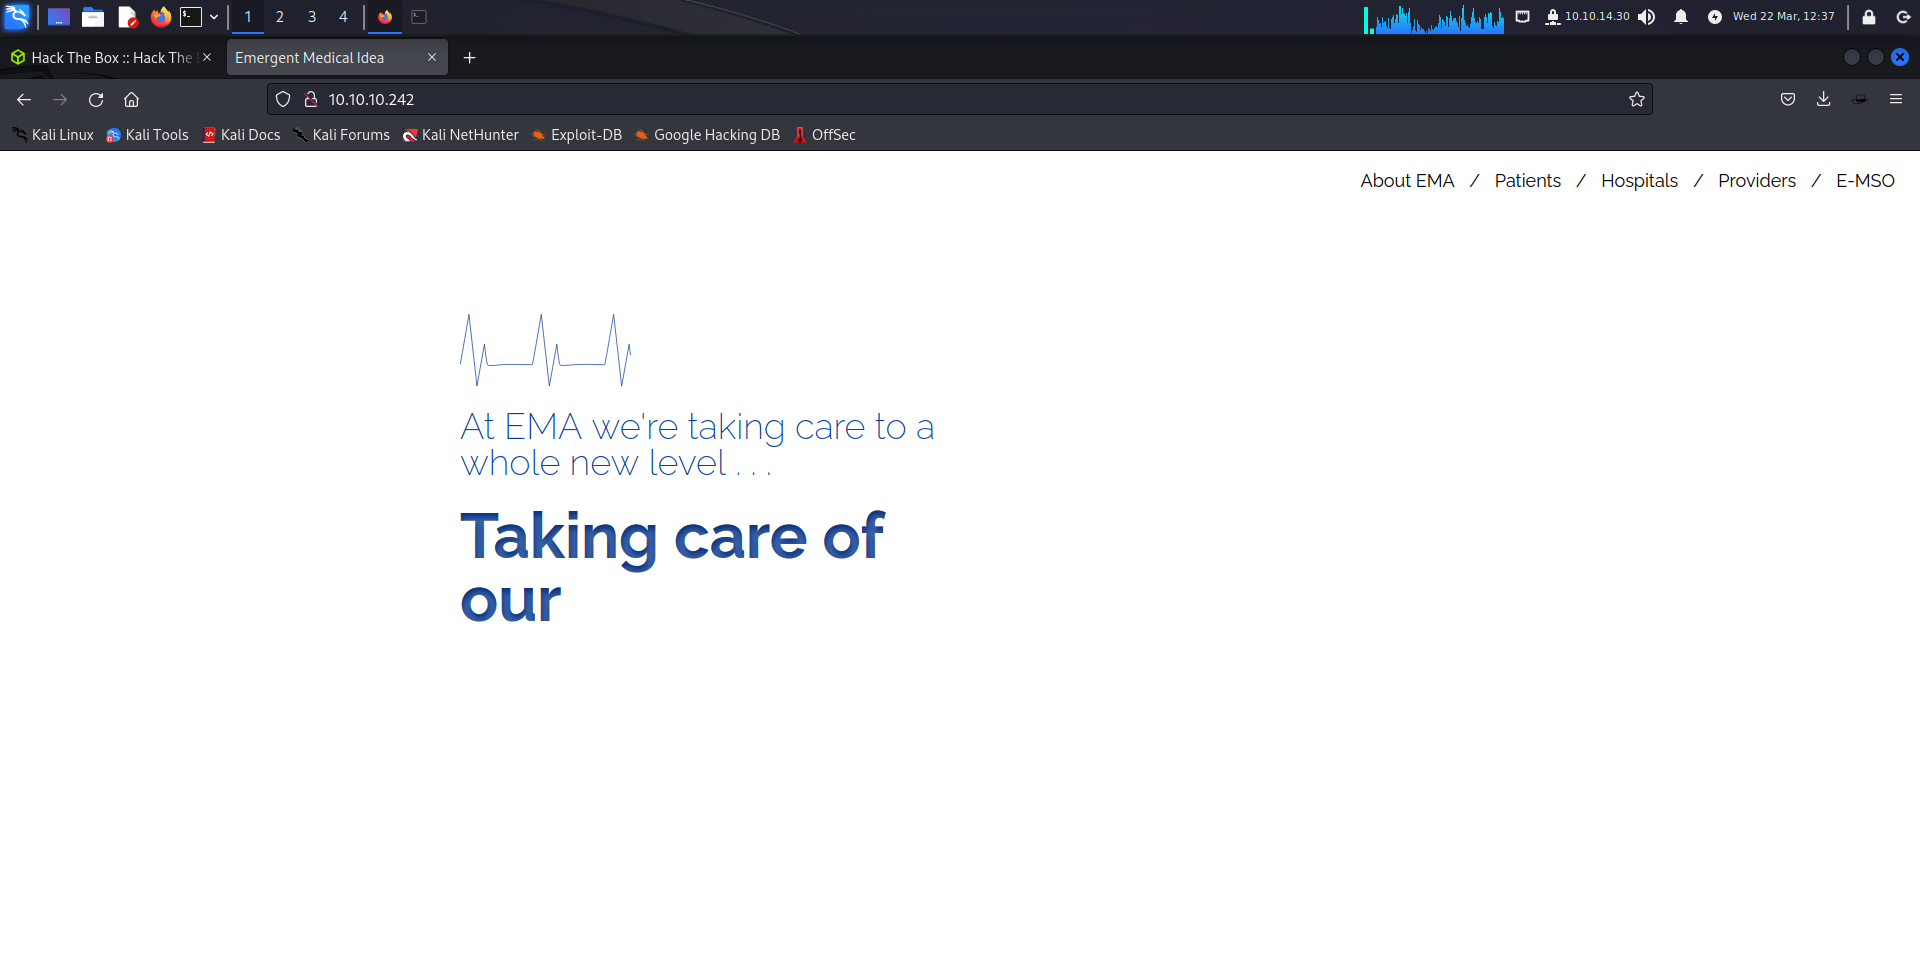 1 2 3 4 10.10.14.30 Wed 22 Mar, 12:37
Hack The Box :: Hack The Emergent Medical Idea
10.10.10.242
Kali Linux Kali Tools Kali Docs Kali Forums Kali NetHunter Exploit-DB Google Hacking DB OffSec
About EMA / Patients / Hospitals / Providers / E-MSO
At EMA we're taking care to a
whole new level . . .
Taking care of
our